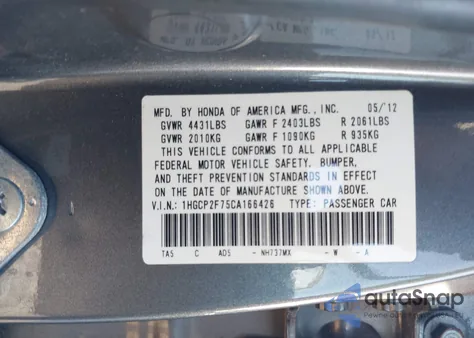 MFD. BY HONDA OF AMERICA MFG., INC. 05/12
GVWR 4431LBS GAWR F 2403LBS R 2061LBS
GVWR 2010KG GAWR F 1090KG R 935KG
THIS VEHICLE CONFORMS TO ALL APPLICABLE
FEDERAL MOTOR VEHICLE SAFETY, BUMPER,
AND THEFT PREVENTION STANDARDS IN EFFECT
ON THE DATE OF MANUFACTURE SHOWN ABOVE.
V.I.N.: 1HGCP2F75CA166426 TYPE: PASSENGER CAR
TA5 C AD5 - NH737MX - W - A
autoSnap